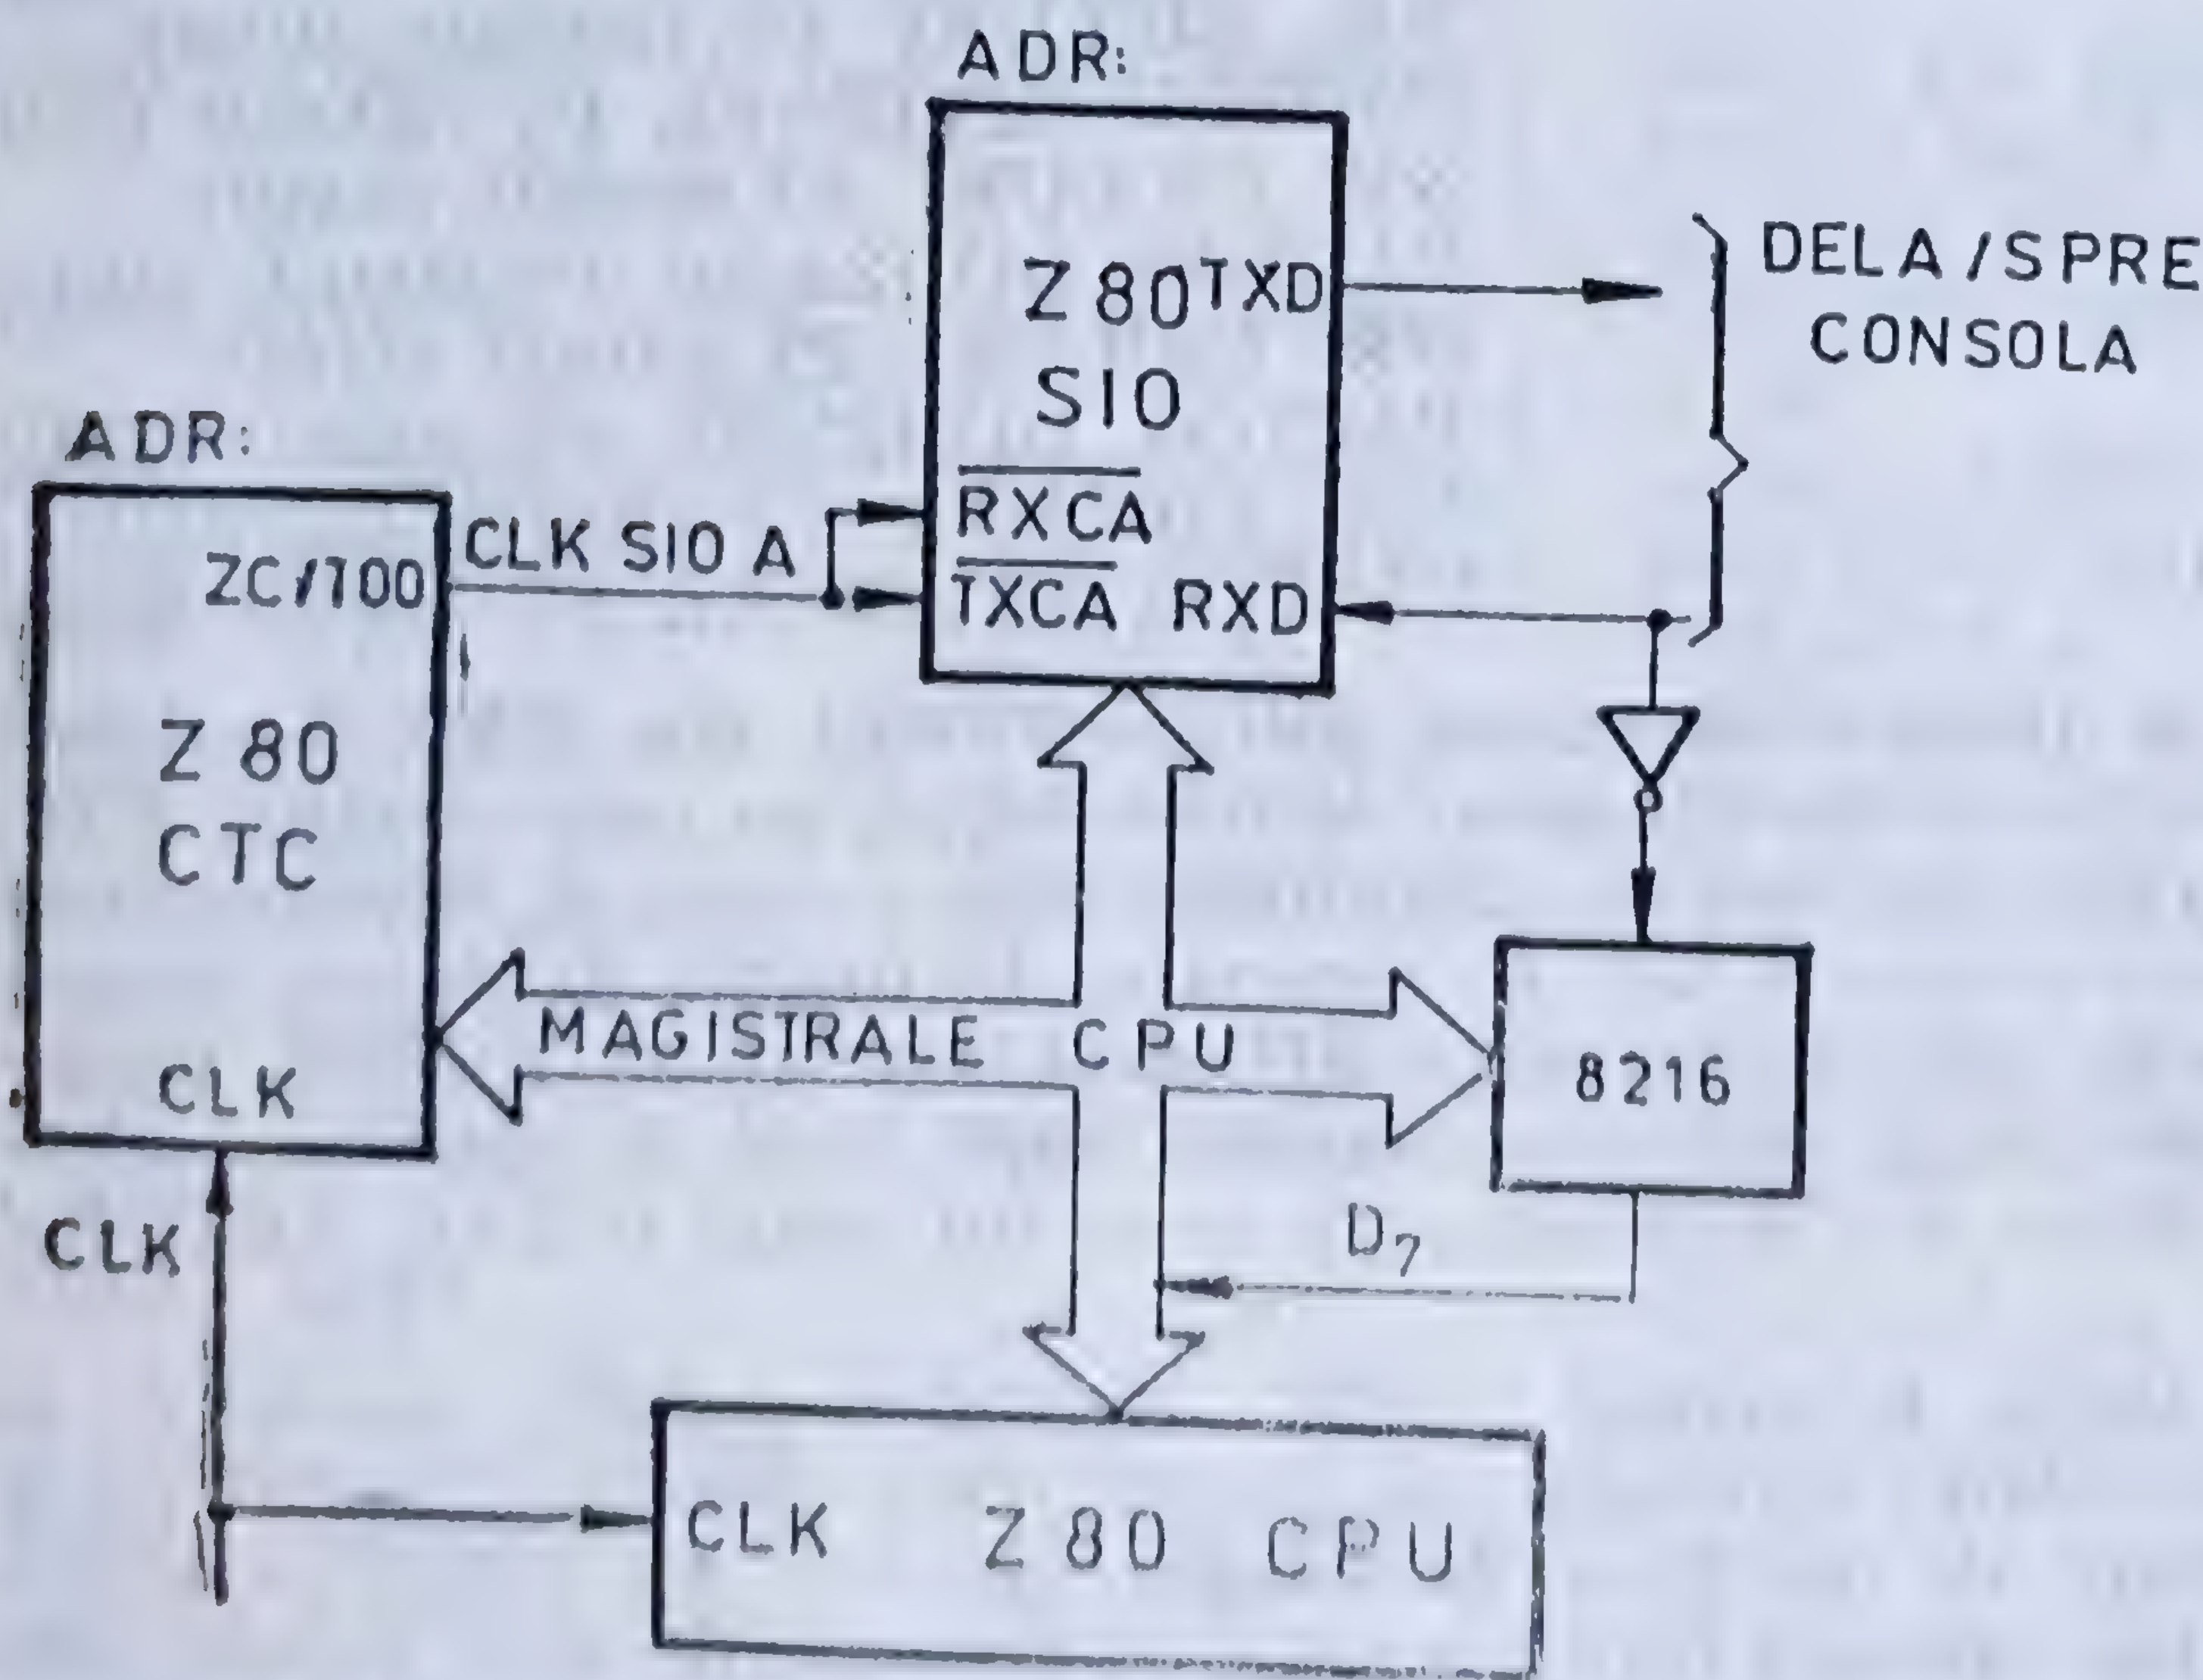 ADR:
Z 80 TXD
SIO
RXCA
TXCA RXD
DELA/SPRE
CONSOLA
ADR:
ZC/TO0
CLK SIO A
Z 80
CTC
CLK
MAGISTRALE CPU
8216
D7
CLK
CLK Z 80 CPU